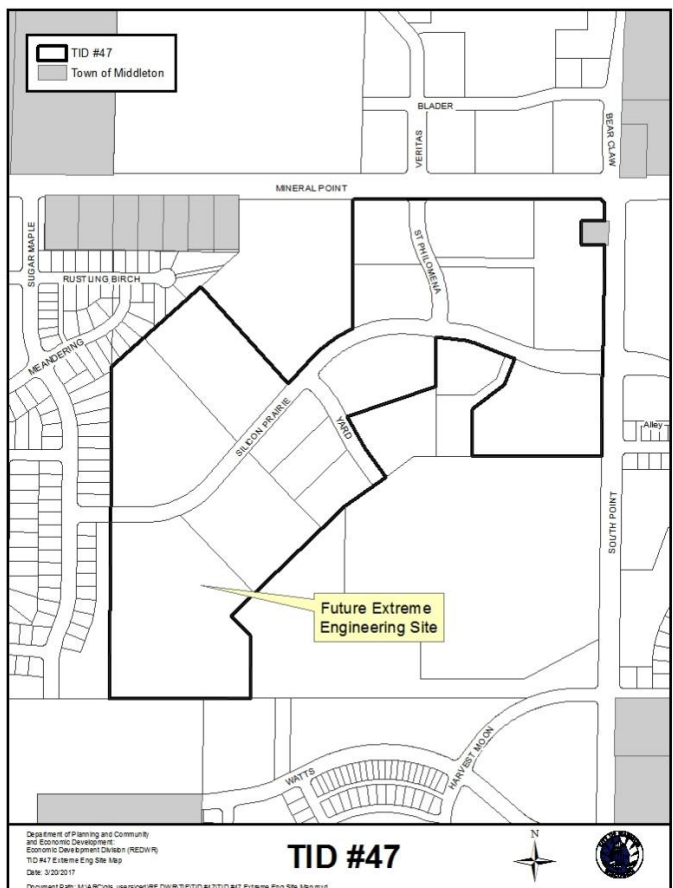 TID #47
Town of Middleton
BLADER
VERITAS
BEAR CLAW
MINERAL POINT
SUGAR MAPLE
ST PHILOMENA
RUSTLING BIRCH
MEANDERING
SILICON PRAIRIE
YARD
Alley
SOUTH POINT
Future Extreme
Engineering Site
HARVEST MOON
WATTS
Department of Planning and Community
and Economic Development:
Economic Development Division (REDWR)
TID #47 Extreme Eng Site Map
Date: 3/20/2017
TID #47
N